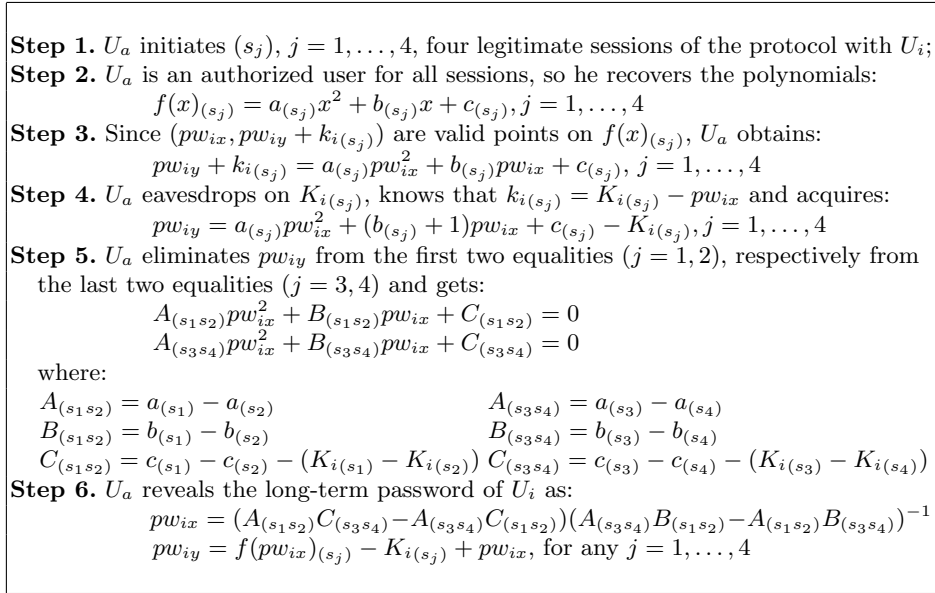 Step 1. U_a initiates (s_j), j = 1, . . . , 4, four legitimate sessions of the protocol with U_i;
Step 2. U_a is an authorized user for all sessions, so he recovers the polynomials:
f(x)_(s_j) = a_(s_j)x^2 + b_(s_j)x + c_(s_j), j = 1, . . . , 4
Step 3. Since (pw_ix, pw_iy + k_i(s_j)) are valid points on f(x)_(s_j), U_a obtains:
pw_iy + k_i(s_j) = a_(s_j)pw_ix^2 + b_(s_j)pw_ix + c_(s_j), j = 1, . . . , 4
Step 4. U_a eavesdrops on K_i(s_j), knows that k_i(s_j) = K_i(s_j) − pw_ix and acquires:
pw_iy = a_(s_j)pw_ix^2 + (b_(s_j) + 1)pw_ix + c_(s_j) − K_i(s_j), j = 1, . . . , 4
Step 5. U_a eliminates pw_iy from the first two equalities (j = 1, 2), respectively from
the last two equalities (j = 3, 4) and gets:
A_(s_1s_2)pw_ix^2 + B_(s_1s_2)pw_ix + C_(s_1s_2) = 0
A_(s_3s_4)pw_ix^2 + B_(s_3s_4)pw_ix + C_(s_3s_4) = 0
where:
A_(s_1s_2) = a_(s_1) − a_(s_2) A_(s_3s_4) = a_(s_3) − a_(s_4)
B_(s_1s_2) = b_(s_1) − b_(s_2) B_(s_3s_4) = b_(s_3) − b_(s_4)
C_(s_1s_2) = c_(s_1) − c_(s_2) − (K_i(s_1) − K_i(s_2)) C_(s_3s_4) = c_(s_3) − c_(s_4) − (K_i(s_3) − K_i(s_4))
Step 6. U_a reveals the long-term password of U_i as:
pw_ix = (A_(s_1s_2)C_(s_3s_4) − A_(s_3s_4)C_(s_1s_2))(A_(s_3s_4)B_(s_1s_2) − A_(s_1s_2)B_(s_3s_4))^−1
pw_iy = f(pw_ix)_(s_j) − K_i(s_j) + pw_ix, for any j = 1, . . . , 4